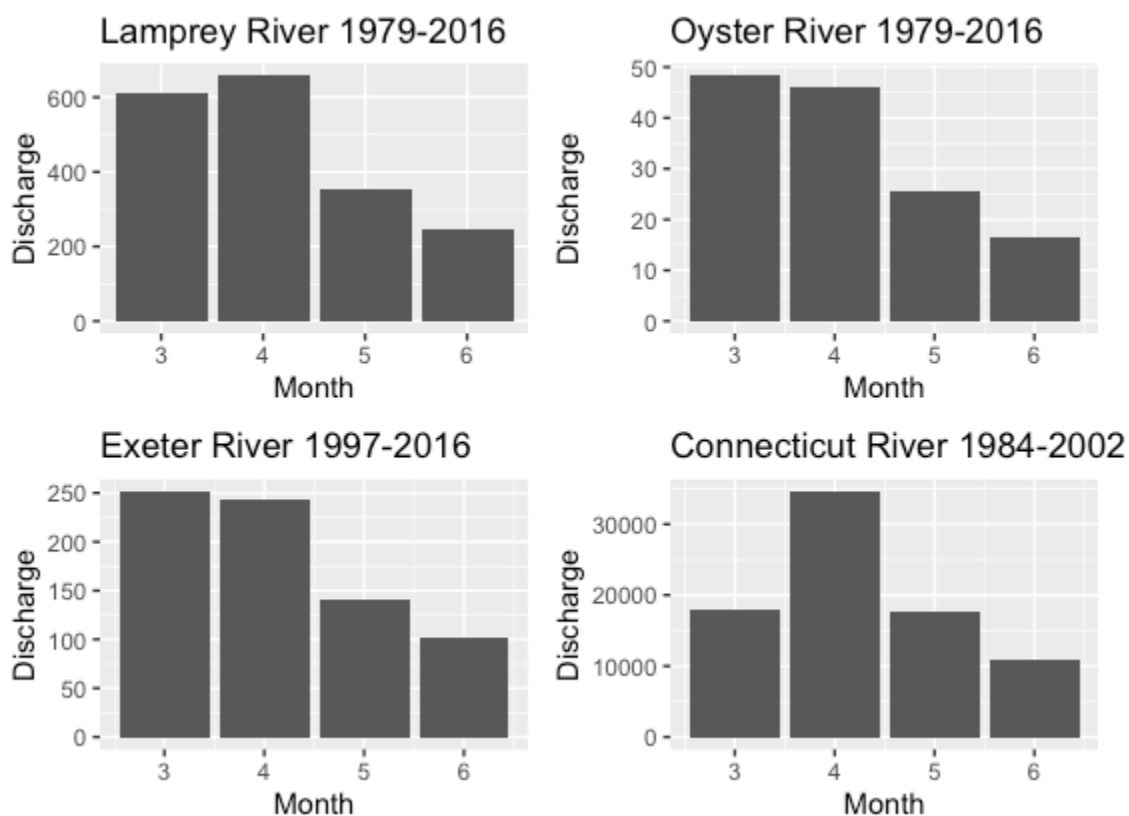 Lamprey River 1979-2016
Discharge
600
400
200
0
3 4 5 6
Month
Oyster River 1979-2016
Discharge
50
40
30
20
10
0
3 4 5 6
Month
Exeter River 1997-2016
Discharge
250
200
150
100
50
0
3 4 5 6
Month
Connecticut River 1984-2002
Discharge
30000
20000
10000
0
3 4 5 6
Month